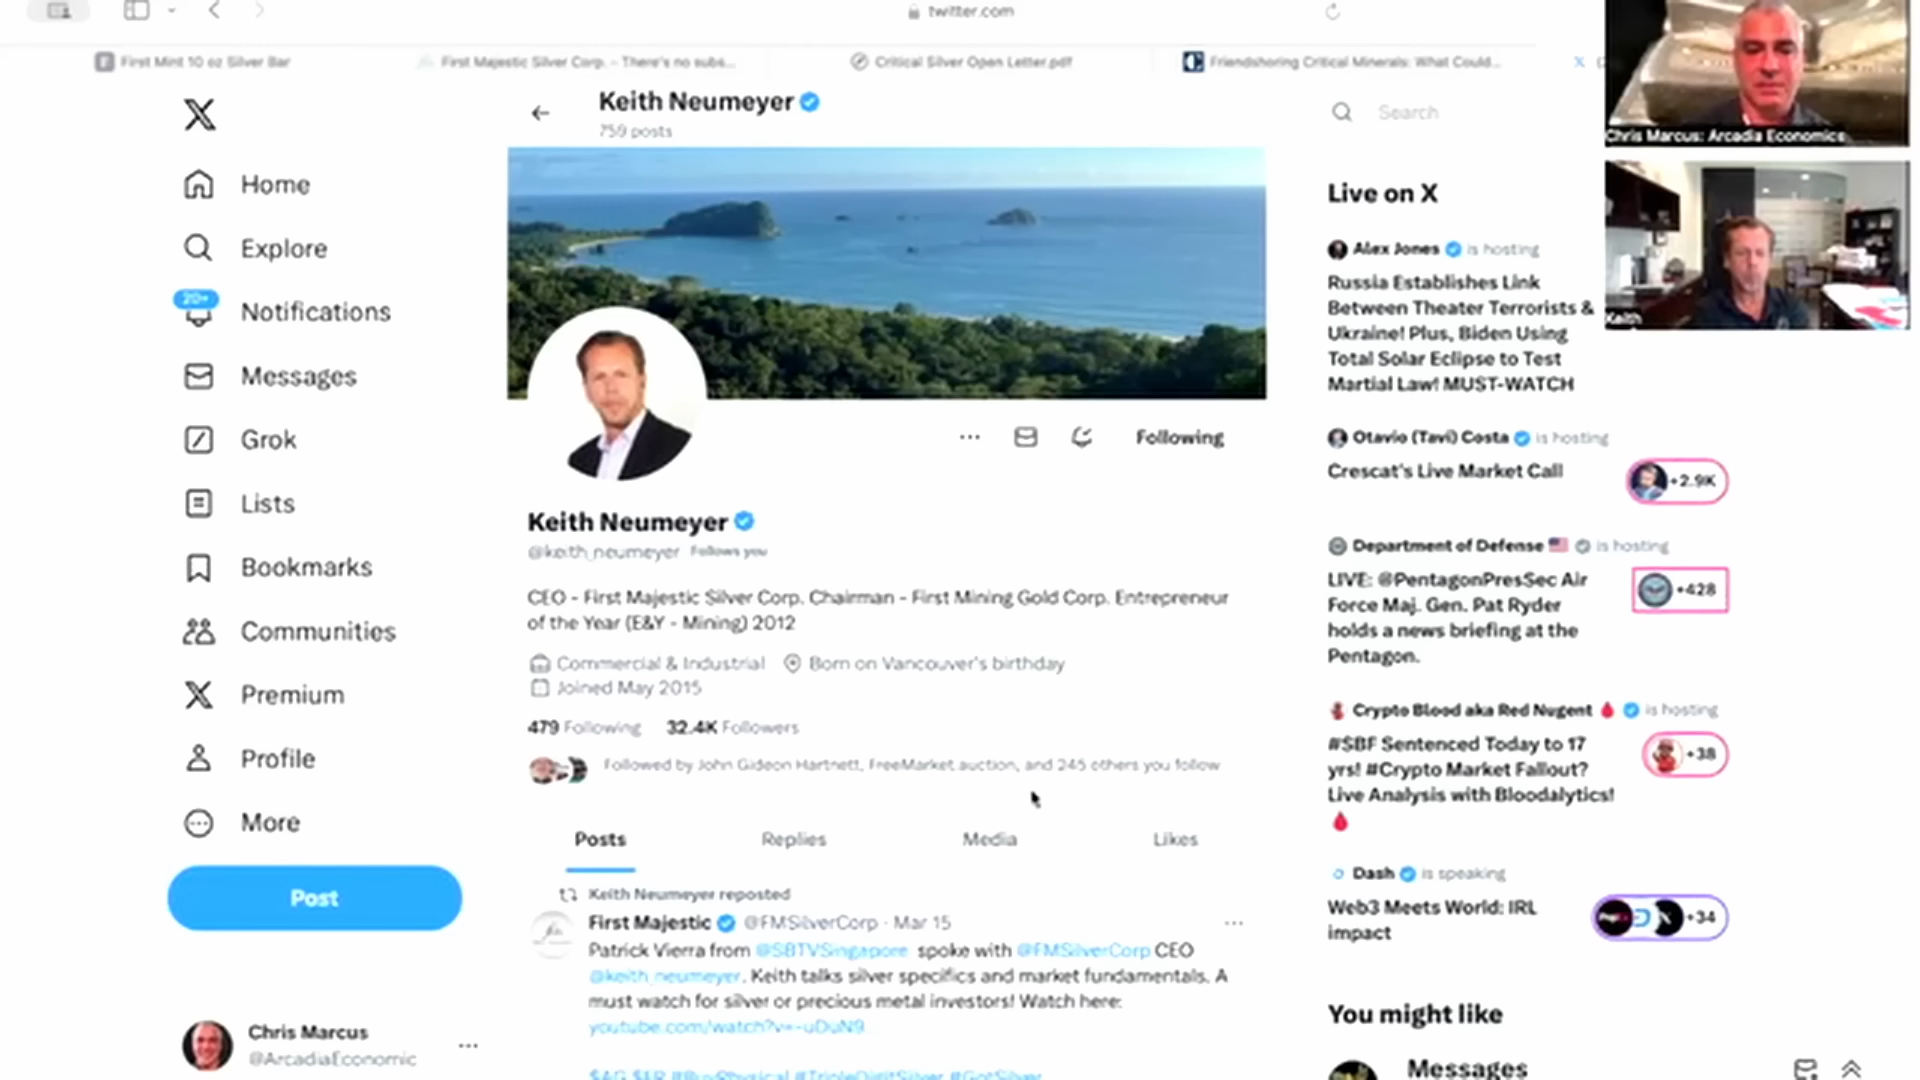 twitter.com
First Mint 10 oz Silver Bar
First Majestic Silver Corp. - There's no subs...
Critical Silver Open Letter.pdf
Friendshoring Critical Minerals: What Could...
Chris Marcus: Arcadia Economics
Keith
Home
Explore
20+
Notifications
Messages
Grok
Lists
Bookmarks
Communities
Premium
Profile
More
Post
Chris Marcus
@ArcadiaEconomic
Keith Neumeyer
759 posts
Following
Keith Neumeyer
@keith_neumeyer Follows you
CEO - First Majestic Silver Corp. Chairman - First Mining Gold Corp. Entrepreneur
of the Year (E&Y - Mining) 2012
Commercial & Industrial Born on Vancouver's birthday
Joined May 2015
479 Following 32.4K Followers
Followed by John Gideon Hartnett, FreeMarket.auction, and 245 others you follow
Posts Replies Media Likes
Keith Neumeyer reposted
First Majestic @FMSilverCorp · Mar 15
Patrick Vierra from @SBTVSingapore spoke with @FMSilverCorp CEO
@keith_neumeyer. Keith talks silver specifics and market fundamentals. A
must watch for silver or precious metal investors! Watch here:
youtube.com/watch?v=-uDuN9...
$AG $FR #BuyPhysical #TripleDigitSilver #GotSilver
Search
Live on X
Alex Jones is hosting
Russia Establishes Link
Between Theater Terrorists &
Ukraine! Plus, Biden Using
Total Solar Eclipse to Test
Martial Law! MUST-WATCH
Otavio (Tavi) Costa is hosting
Crescat's Live Market Call
+2.9K
Department of Defense is hosting
LIVE: @PentagonPresSec Air
Force Maj. Gen. Pat Ryder
holds a news briefing at the
Pentagon.
+428
Crypto Blood aka Red Nugent is hosting
#SBF Sentenced Today to 17
yrs! #Crypto Market Fallout?
Live Analysis with Bloodalytics!
+38
Dash is speaking
Web3 Meets World: IRL
impact
+34
You might like
Messages